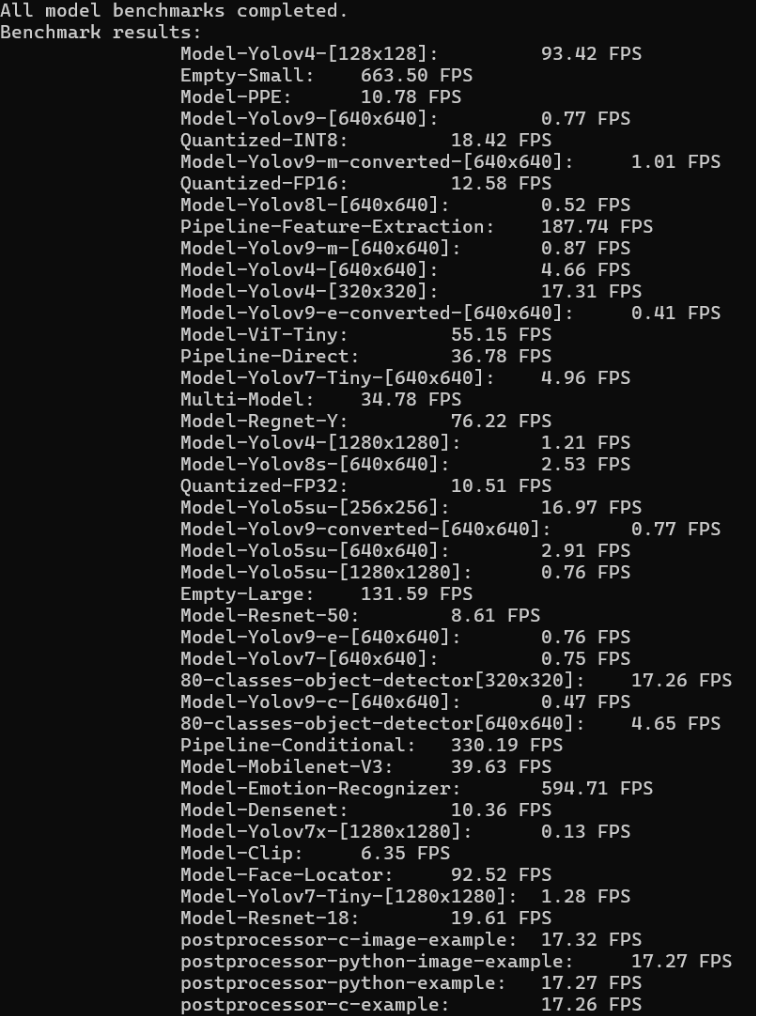 All model benchmarks completed.
Benchmark results:
Model-Yolov4-[128x128]: 93.42 FPS
Empty-Small: 663.50 FPS
Model-PPE: 10.78 FPS
Model-Yolov9-[640x640]: 0.77 FPS
Quantized-INT8: 18.42 FPS
Model-Yolov9-m-converted-[640x640]: 1.01 FPS
Quantized-FP16: 12.58 FPS
Model-Yolov8l-[640x640]: 0.52 FPS
Pipeline-Feature-Extraction: 187.74 FPS
Model-Yolov9-m-[640x640]: 0.87 FPS
Model-Yolov4-[640x640]: 4.66 FPS
Model-Yolov4-[320x320]: 17.31 FPS
Model-Yolov9-e-converted-[640x640]: 0.41 FPS
Model-ViT-Tiny: 55.15 FPS
Pipeline-Direct: 36.78 FPS
Model-Yolov7-Tiny-[640x640]: 4.96 FPS
Multi-Model: 34.78 FPS
Model-Regnet-Y: 76.22 FPS
Model-Yolov4-[1280x1280]: 1.21 FPS
Model-Yolov8s-[640x640]: 2.53 FPS
Quantized-FP32: 10.51 FPS
Model-Yolo5su-[256x256]: 16.97 FPS
Model-Yolov9-converted-[640x640]: 0.77 FPS
Model-Yolo5su-[640x640]: 2.91 FPS
Model-Yolo5su-[1280x1280]: 0.76 FPS
Empty-Large: 131.59 FPS
Model-Resnet-50: 8.61 FPS
Model-Yolov9-e-[640x640]: 0.76 FPS
Model-Yolov7-[640x640]: 0.75 FPS
80-classes-object-detector[320x320]: 17.26 FPS
Model-Yolov9-c-[640x640]: 0.47 FPS
80-classes-object-detector[640x640]: 4.65 FPS
Pipeline-Conditional: 330.19 FPS
Model-Mobilenet-V3: 39.63 FPS
Model-Emotion-Recognizer: 594.71 FPS
Model-Densenet: 10.36 FPS
Model-Yolov7x-[1280x1280]: 0.13 FPS
Model-Clip: 6.35 FPS
Model-Face-Locator: 92.52 FPS
Model-Yolov7-Tiny-[1280x1280]: 1.28 FPS
Model-Resnet-18: 19.61 FPS
postprocessor-c-image-example: 17.32 FPS
postprocessor-python-image-example: 17.27 FPS
postprocessor-python-example: 17.27 FPS
postprocessor-c-example: 17.26 FPS